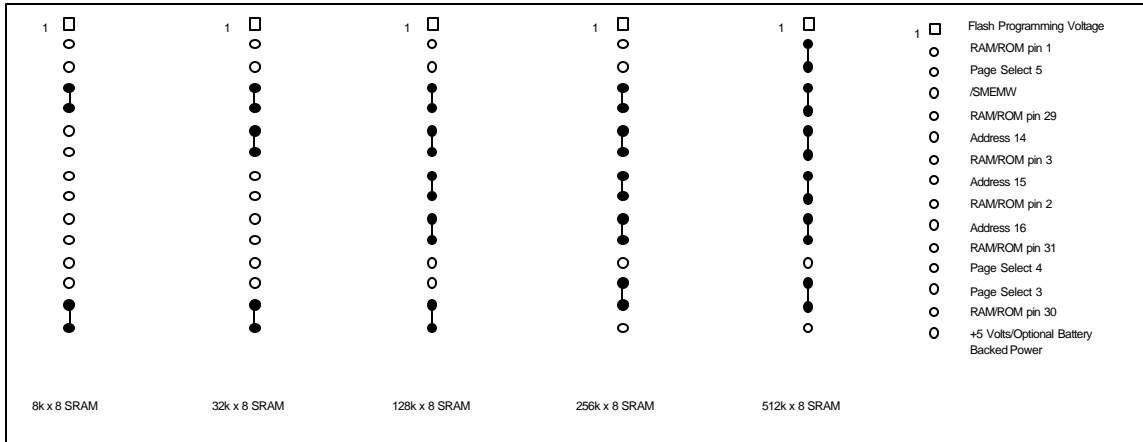 1 1 1 1 1 1 Flash Programming Voltage
RAM/ROM pin 1
Page Select 5
/SMEMW
RAM/ROM pin 29
Address 14
RAM/ROM pin 3
Address 15
RAM/ROM pin 2
Address 16
RAM/ROM pin 31
Page Select 4
Page Select 3
RAM/ROM pin 30
+5 Volts/Optional Battery
Backed Power
8k x 8 SRAM 32k x 8 SRAM 128k x 8 SRAM 256k x 8 SRAM 512k x 8 SRAM